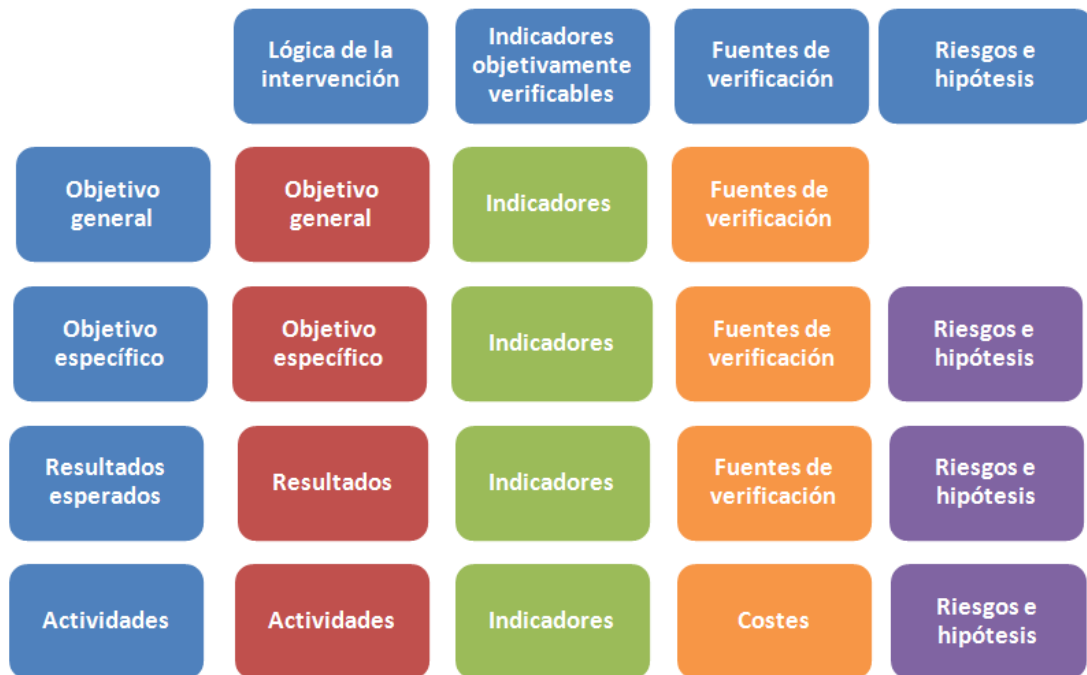 Lógica de la
intervención
Indicadores
objetivamente
verificables
Fuentes de
verificación
Riesgos e
hipótesis
Objetivo
general
Objetivo
general
Indicadores
Fuentes de
verificación
Objetivo
específico
Objetivo
específico
Indicadores
Fuentes de
verificación
Riesgos e
hipótesis
Resultados
esperados
Resultados
Indicadores
Fuentes de
verificación
Riesgos e
hipótesis
Actividades
Actividades
Indicadores
Costes
Riesgos e
hipótesis